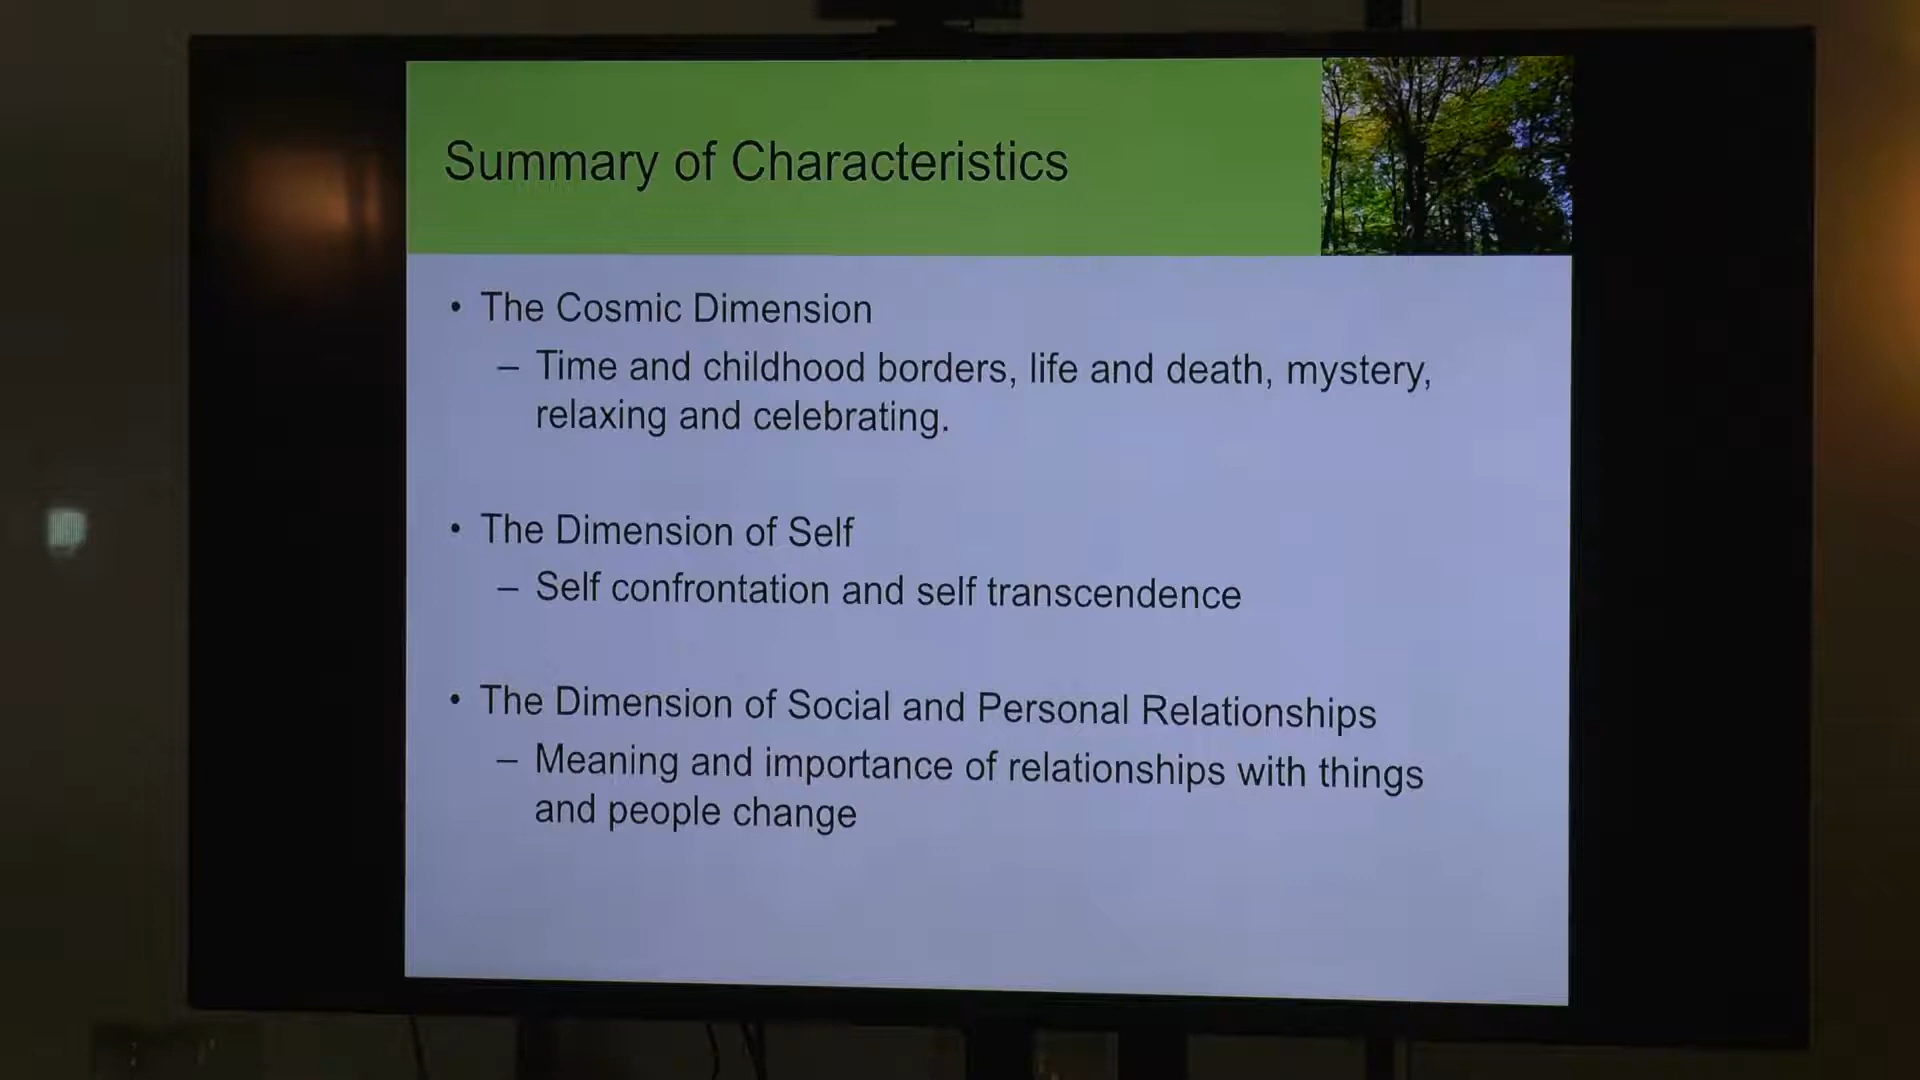 Summary of Characteristics
• The Cosmic Dimension
– Time and childhood borders, life and death, mystery,
relaxing and celebrating.
• The Dimension of Self
– Self confrontation and self transcendence
• The Dimension of Social and Personal Relationships
– Meaning and importance of relationships with things
and people change